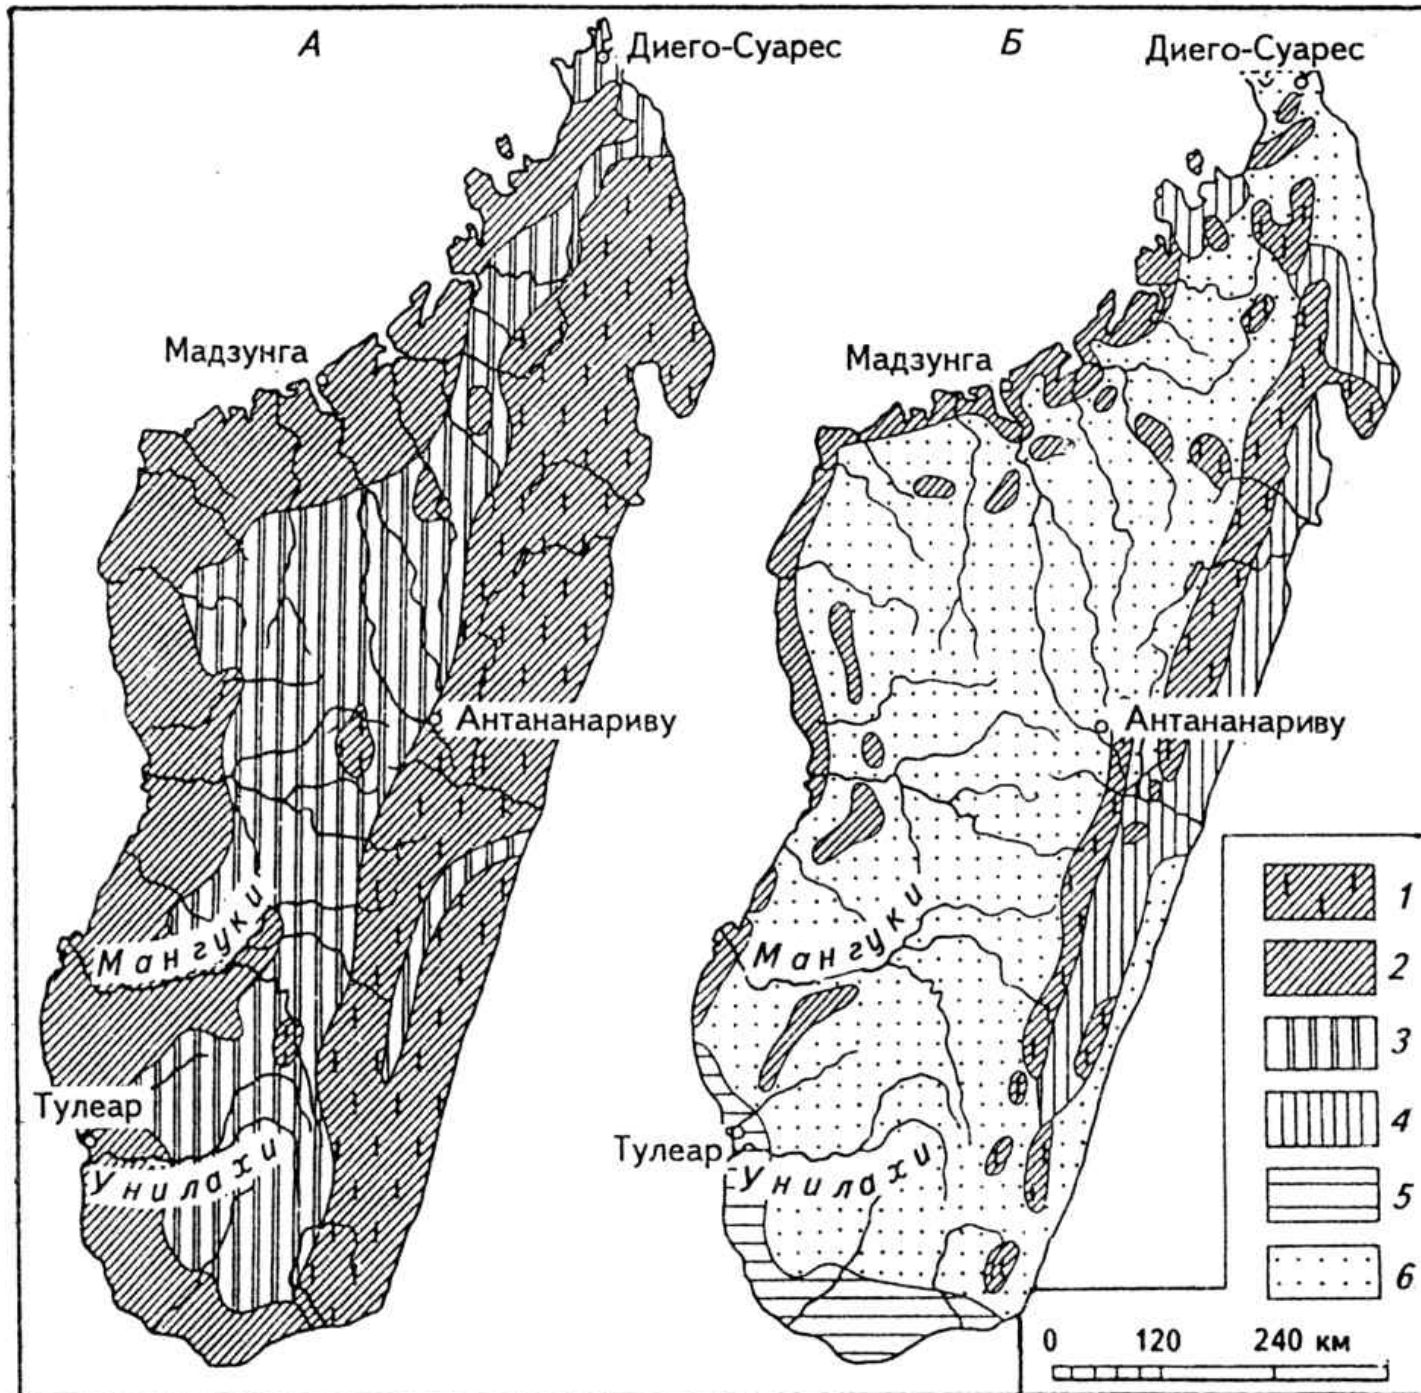 А
Диего-Суарес
Мадзунга
Антананариву
Мангуки
Тулеар
Унилахи
Б
Диего-Суарес
Мадзунга
Антананариву
Мангуки
Тулеар
Унилахи
1
2
3
4
5
6
0 120 240 км